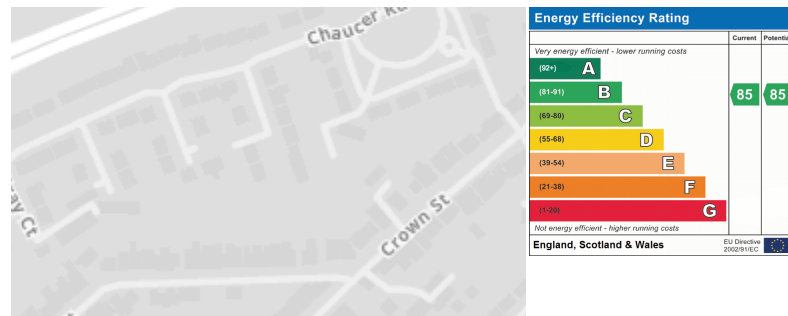 Chaucer
Crown St
Ct
Energy Efficiency Rating
Current
Very energy efficient - lower running costs
(92+) A
(81-91) B 85 85
(69-80) C
(55-68) D
(39-54) E
(21-38) F
(1-20) G
Not energy efficient - higher running costs
England, Scotland & Wales
EU Directive
2002/91/EC